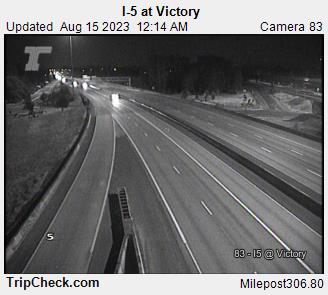 I-5 at Victory
Updated Aug 15 2023 12:14 AM Camera 83
T
S
83 - I5 @ Victory
TripCheck.com Milepost306.80